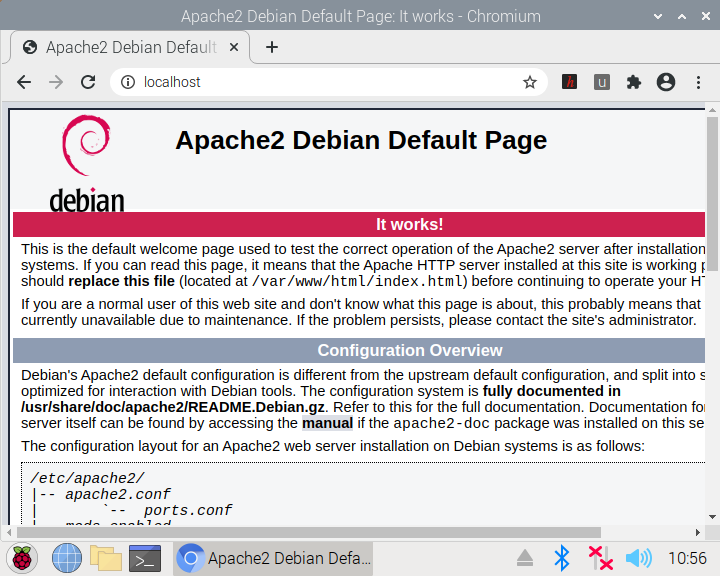 Apache2 Debian Default Page: It works - Chromium
Apache2 Debian Default
localhost
h
u
debian
Apache2 Debian Default Page
It works!
This is the default welcome page used to test the correct operation of the Apache2 server after installation
systems. If you can read this page, it means that the Apache HTTP server installed at this site is working
should replace this file (located at /var/www/html/index.html) before continuing to operate your
If you are a normal user of this web site and don't know what this page is about, this probably means that
currently unavailable due to maintenance. If the problem persists, please contact the site's administrator.
Configuration Overview
Debian's Apache2 default configuration is different from the upstream default configuration, and split into
optimized for interaction with Debian tools. The configuration system is fully documented in
/usr/share/doc/apache2/README.Debian.gz. Refer to this for the full documentation. Documentation
server itself can be found by accessing the manual if the apache2-doc package was installed on this
The configuration layout for an Apache2 web server installation on Debian systems is as follows:
/etc/apache2/
|-- apache2.conf
|       `--  ports.conf
>_
Apache2 Debian Defa...
10:56